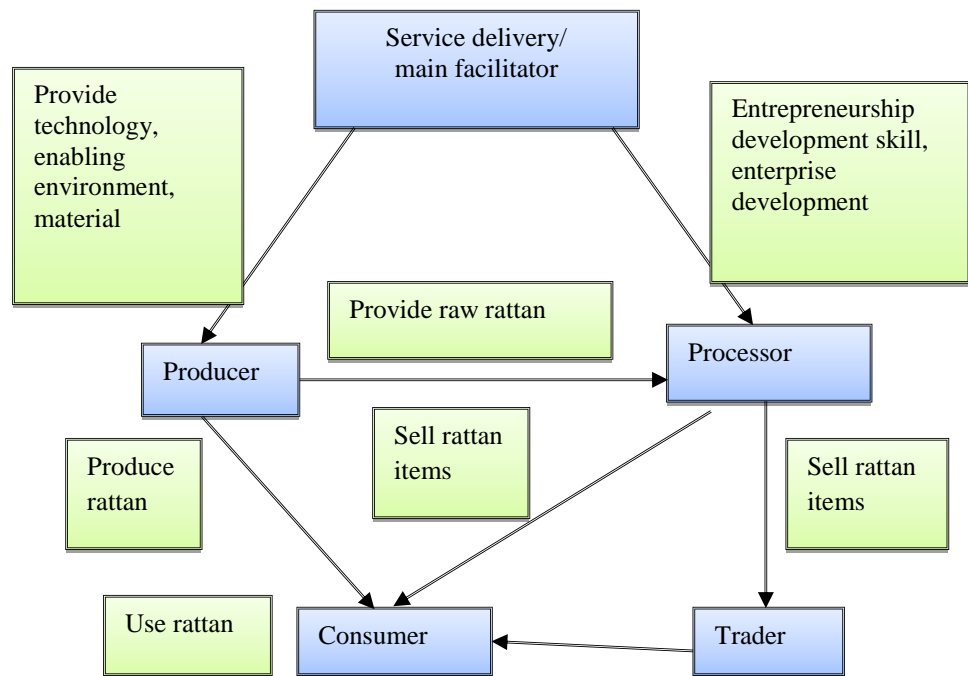 Service delivery/
main facilitator
Provide
technology,
enabling
environment,
material
Entrepreneurship
development skill,
enterprise
development
Provide raw rattan
Producer
Processor
Produce
rattan
Sell rattan
items
Sell rattan
items
Use rattan
Consumer
Trader